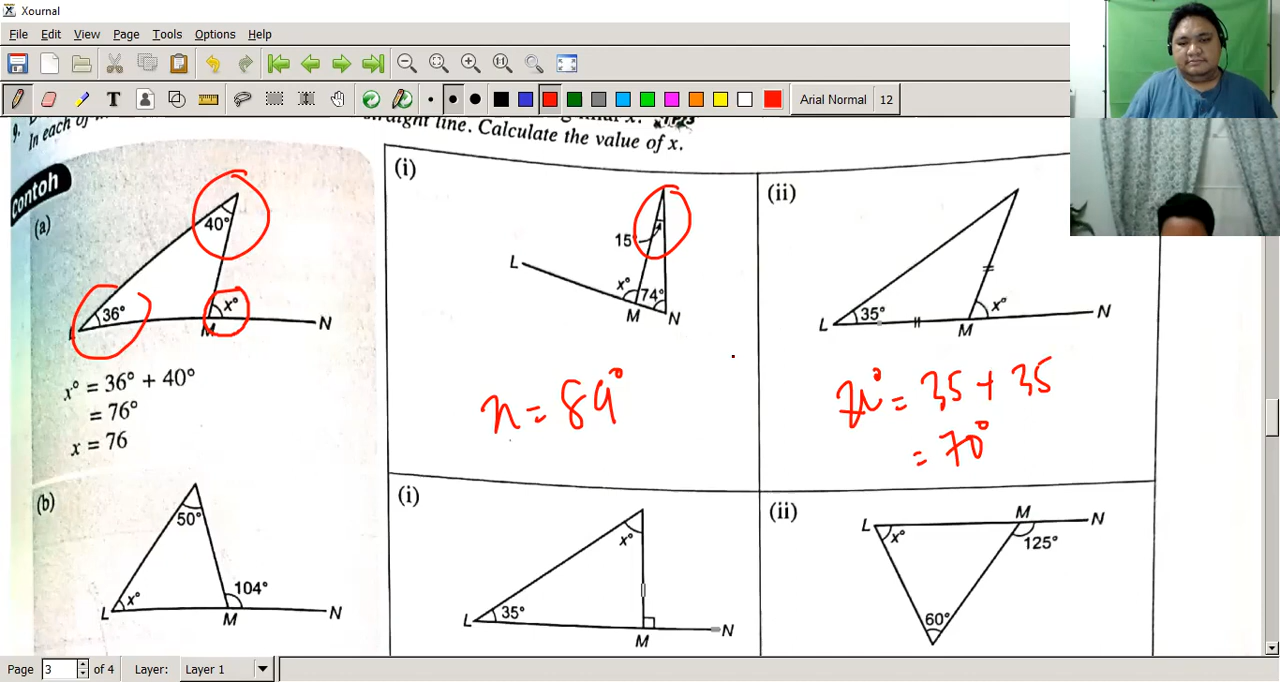 Xournal
File Edit View Page Tools Options Help
Arial Normal 12
9.
In each of
straight line. Calculate the value of x.
Contoh
(a)
40°
36°
x°
L
M
N
x° = 36° + 40°
= 76°
x = 76
(i)
15°
L
x°
74°
M
N
x = 89°
(ii)
35°
x°
L
M
N
x° = 35 + 35
= 70°
(b)
50°
x°
104°
L
M
N
(i)
x°
35°
L
M
N
(ii)
L
M
N
x°
125°
60°
Page 3 of 4 Layer: Layer 1